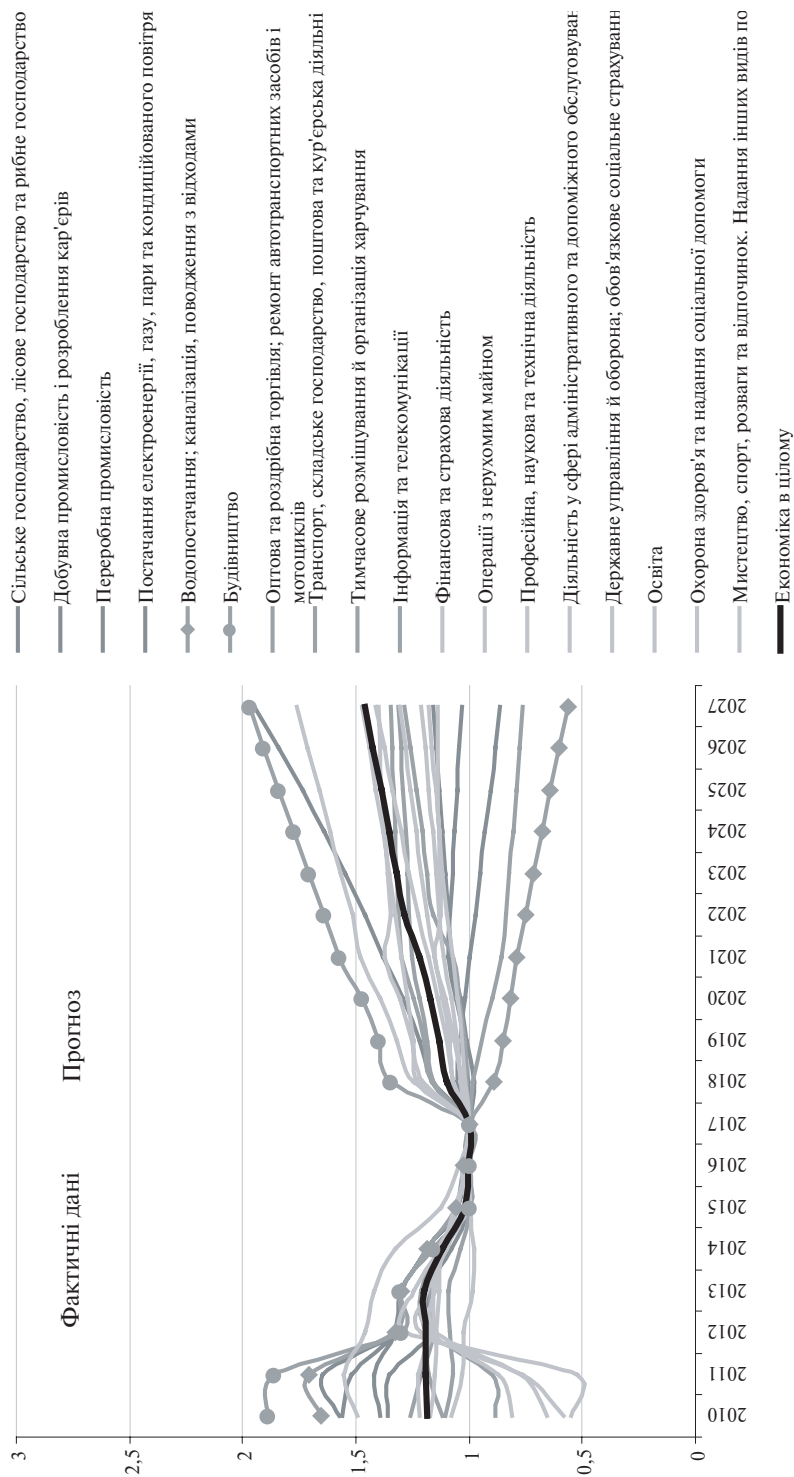 Фактичні дані
Прогноз
3
2,5
2
1,5
1
0,5
0
2010
2011
2012
2013
2014
2015
2016
2017
2018
2019
2020
2021
2022
2023
2024
2025
2026
2027
Сільське господарство, лісове господарство та рибне господарство
Добувна промисловість і розроблення кар'єрів
Переробна промисловість
Постачання електроенергії, газу, пари та кондиційованого повітря
Водопостачання; каналізація, поводження з відходами
Будівництво
Оптова та роздрібна торгівля; ремонт автотранспортних засобів і
мотоциклів
Транспорт, складське господарство, поштова та кур'єрська діяльні
Тимчасове розміщування й організація харчування
Інформація та телекомунікації
Фінансова та страхова діяльність
Операції з нерухомим майном
Професійна, наукова та технічна діяльність
Діяльність у сфері адміністративного та допоміжного обслуговуван
Державне управління й оборона; обов'язкове соціальне страхуванн
Освіта
Охорона здоров'я та надання соціальної допомоги
Мистецтво, спорт, розваги та відпочинок. Надання інших видів по
Економіка в цілому